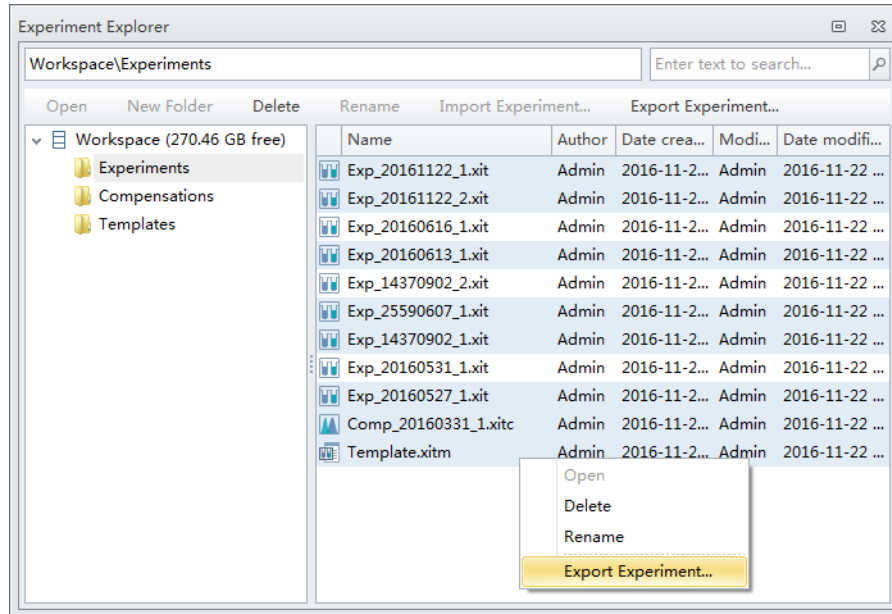 Experiment Explorer
Workspace\Experiments
Enter text to search...
Open New Folder Delete Rename Import Experiment... Export Experiment...
Workspace (270.46 GB free)
Experiments
Compensations
Templates
Name Author Date crea... Modi... Date modifi...
Exp_20161122_1.xit Admin 2016-11-2... Admin 2016-11-22 ...
Exp_20161122_2.xit Admin 2016-11-2... Admin 2016-11-22 ...
Exp_20160616_1.xit Admin 2016-11-2... Admin 2016-11-22 ...
Exp_20160613_1.xit Admin 2016-11-2... Admin 2016-11-22 ...
Exp_14370902_2.xit Admin 2016-11-2... Admin 2016-11-22 ...
Exp_25590607_1.xit Admin 2016-11-2... Admin 2016-11-22 ...
Exp_14370902_1.xit Admin 2016-11-2... Admin 2016-11-22 ...
Exp_20160531_1.xit Admin 2016-11-2... Admin 2016-11-22 ...
Exp_20160527_1.xit Admin 2016-11-2... Admin 2016-11-22 ...
Comp_20160331_1.xitc Admin 2016-11-2... Admin 2016-11-22 ...
Template.xitm Admin 2016-11-2... Admin 2016-11-22 ...
Open
Delete
Rename
Export Experiment...